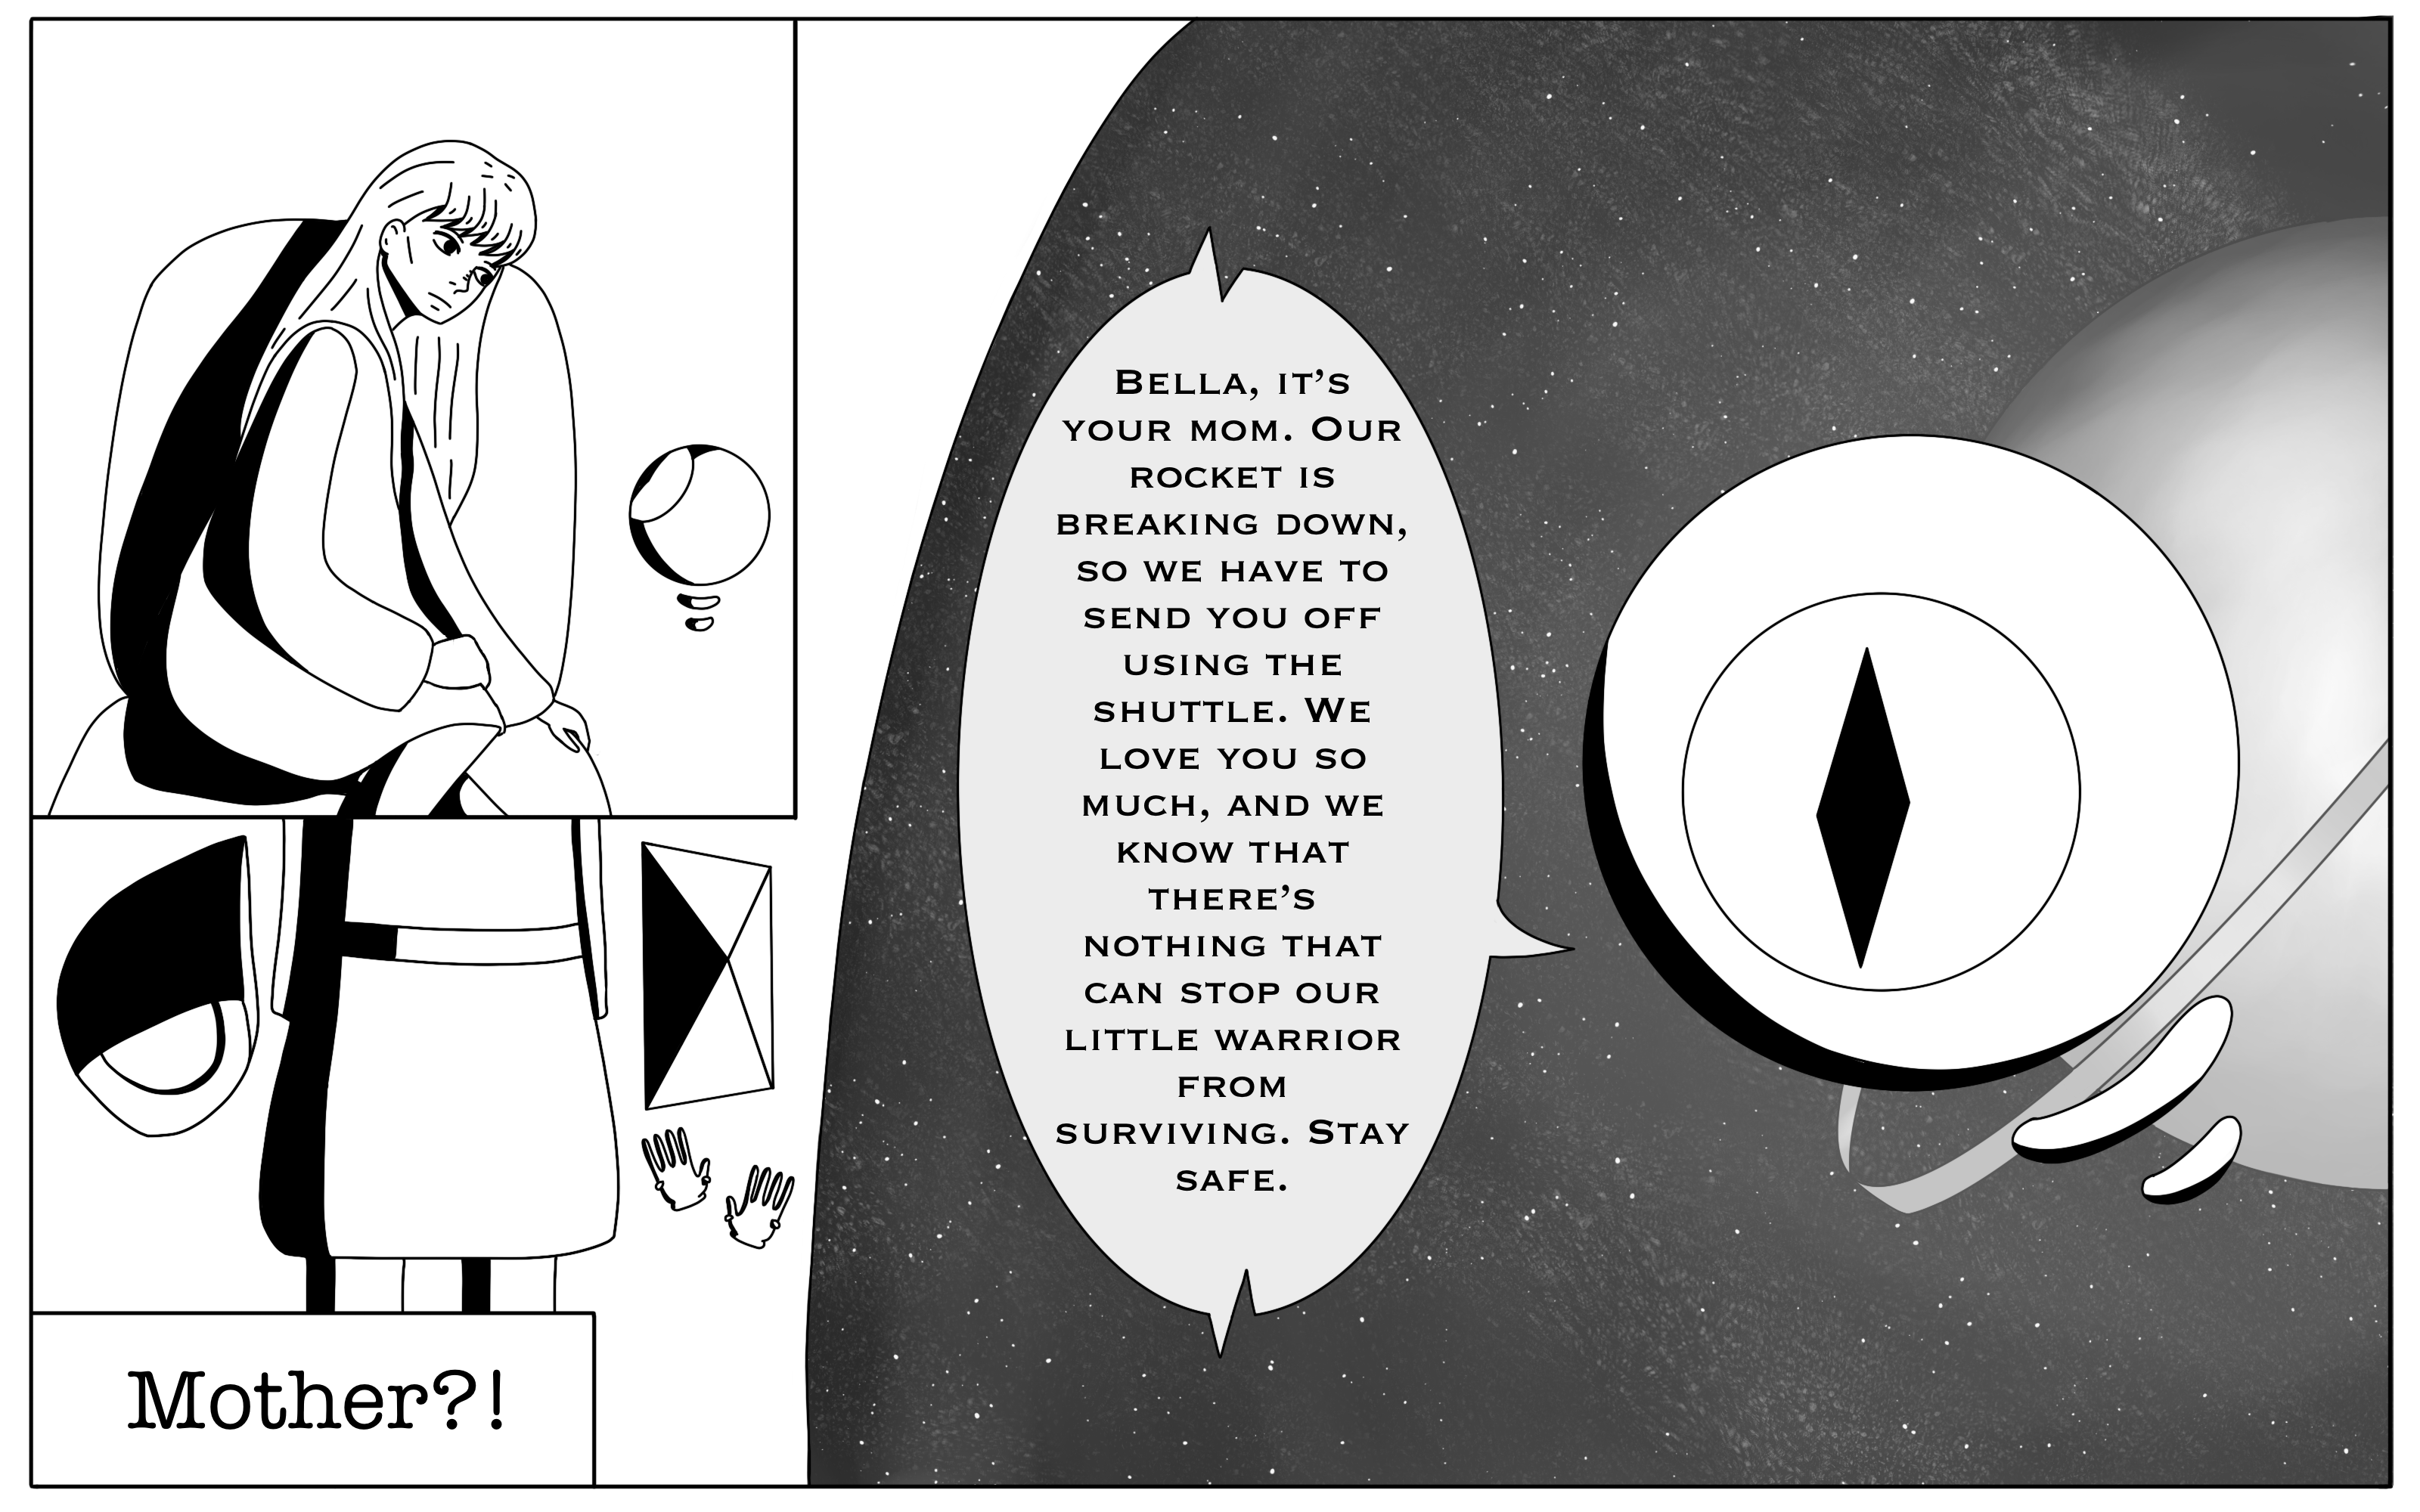 Bella, it's
your mom. Our
rocket is
breaking down,
so we have to
send you off
using the
shuttle. We
love you so
much, and we
know that
there's
nothing that
can stop our
little warrior
from
surviving. Stay
safe.
Mother?!